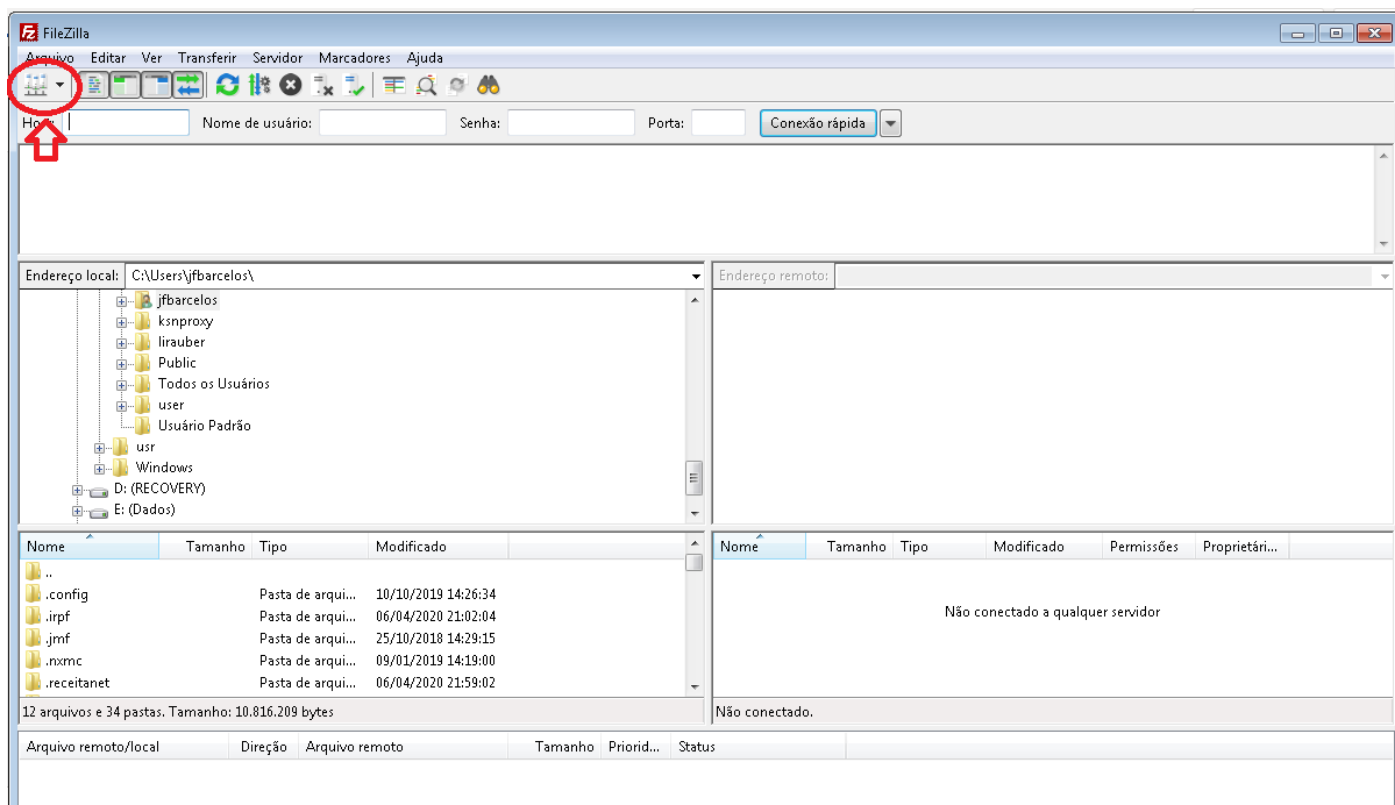 FileZilla
Arquivo Editar Ver Transferir Servidor Marcadores Ajuda
Nome de usuário: Senha: Porta: Conexão rápida
Endereço local: C:\Users\jfbarcelos\ Endereço remoto:
jfbarcelos
ksnproxy
lirauber
Public
Todos os Usuários
user
Usuário Padrão
usr
Windows
D: (RECOVERY)
E: (Dados)
Nome Tamanho Tipo Modificado Nome Tamanho Tipo Modificado Permissões Proprietári...
..
.config Pasta de arqui... 10/10/2019 14:26:34
.irpf Pasta de arqui... 06/04/2020 21:02:04
Não conectado a qualquer servidor
.jmf Pasta de arqui... 25/10/2018 14:29:15
.nxmc Pasta de arqui... 09/01/2019 14:19:00
.receitanet Pasta de arqui... 06/04/2020 21:59:02
12 arquivos e 34 pastas. Tamanho: 10.816.209 bytes Não conectado.
Arquivo remoto/local Direção Arquivo remoto Tamanho Priorid... Status